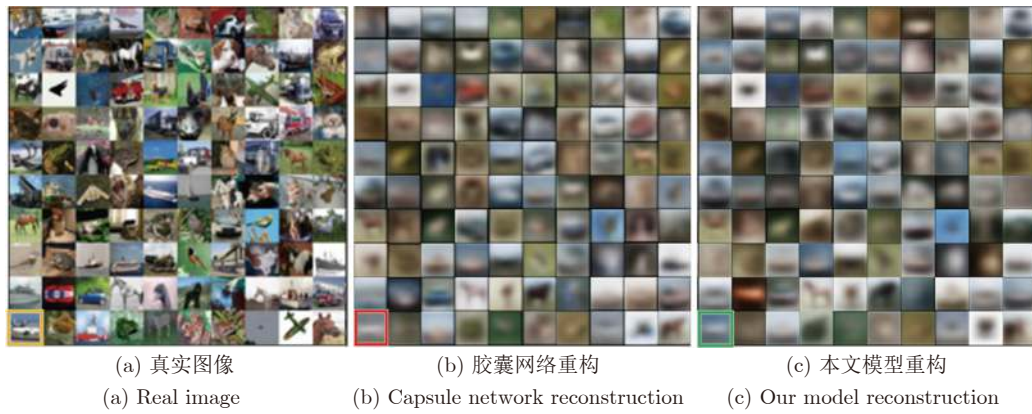 (a) 真实图像
(b) 胶囊网络重构
(c) 本文模型重构
(a) Real image
(b) Capsule network reconstruction
(c) Our model reconstruction